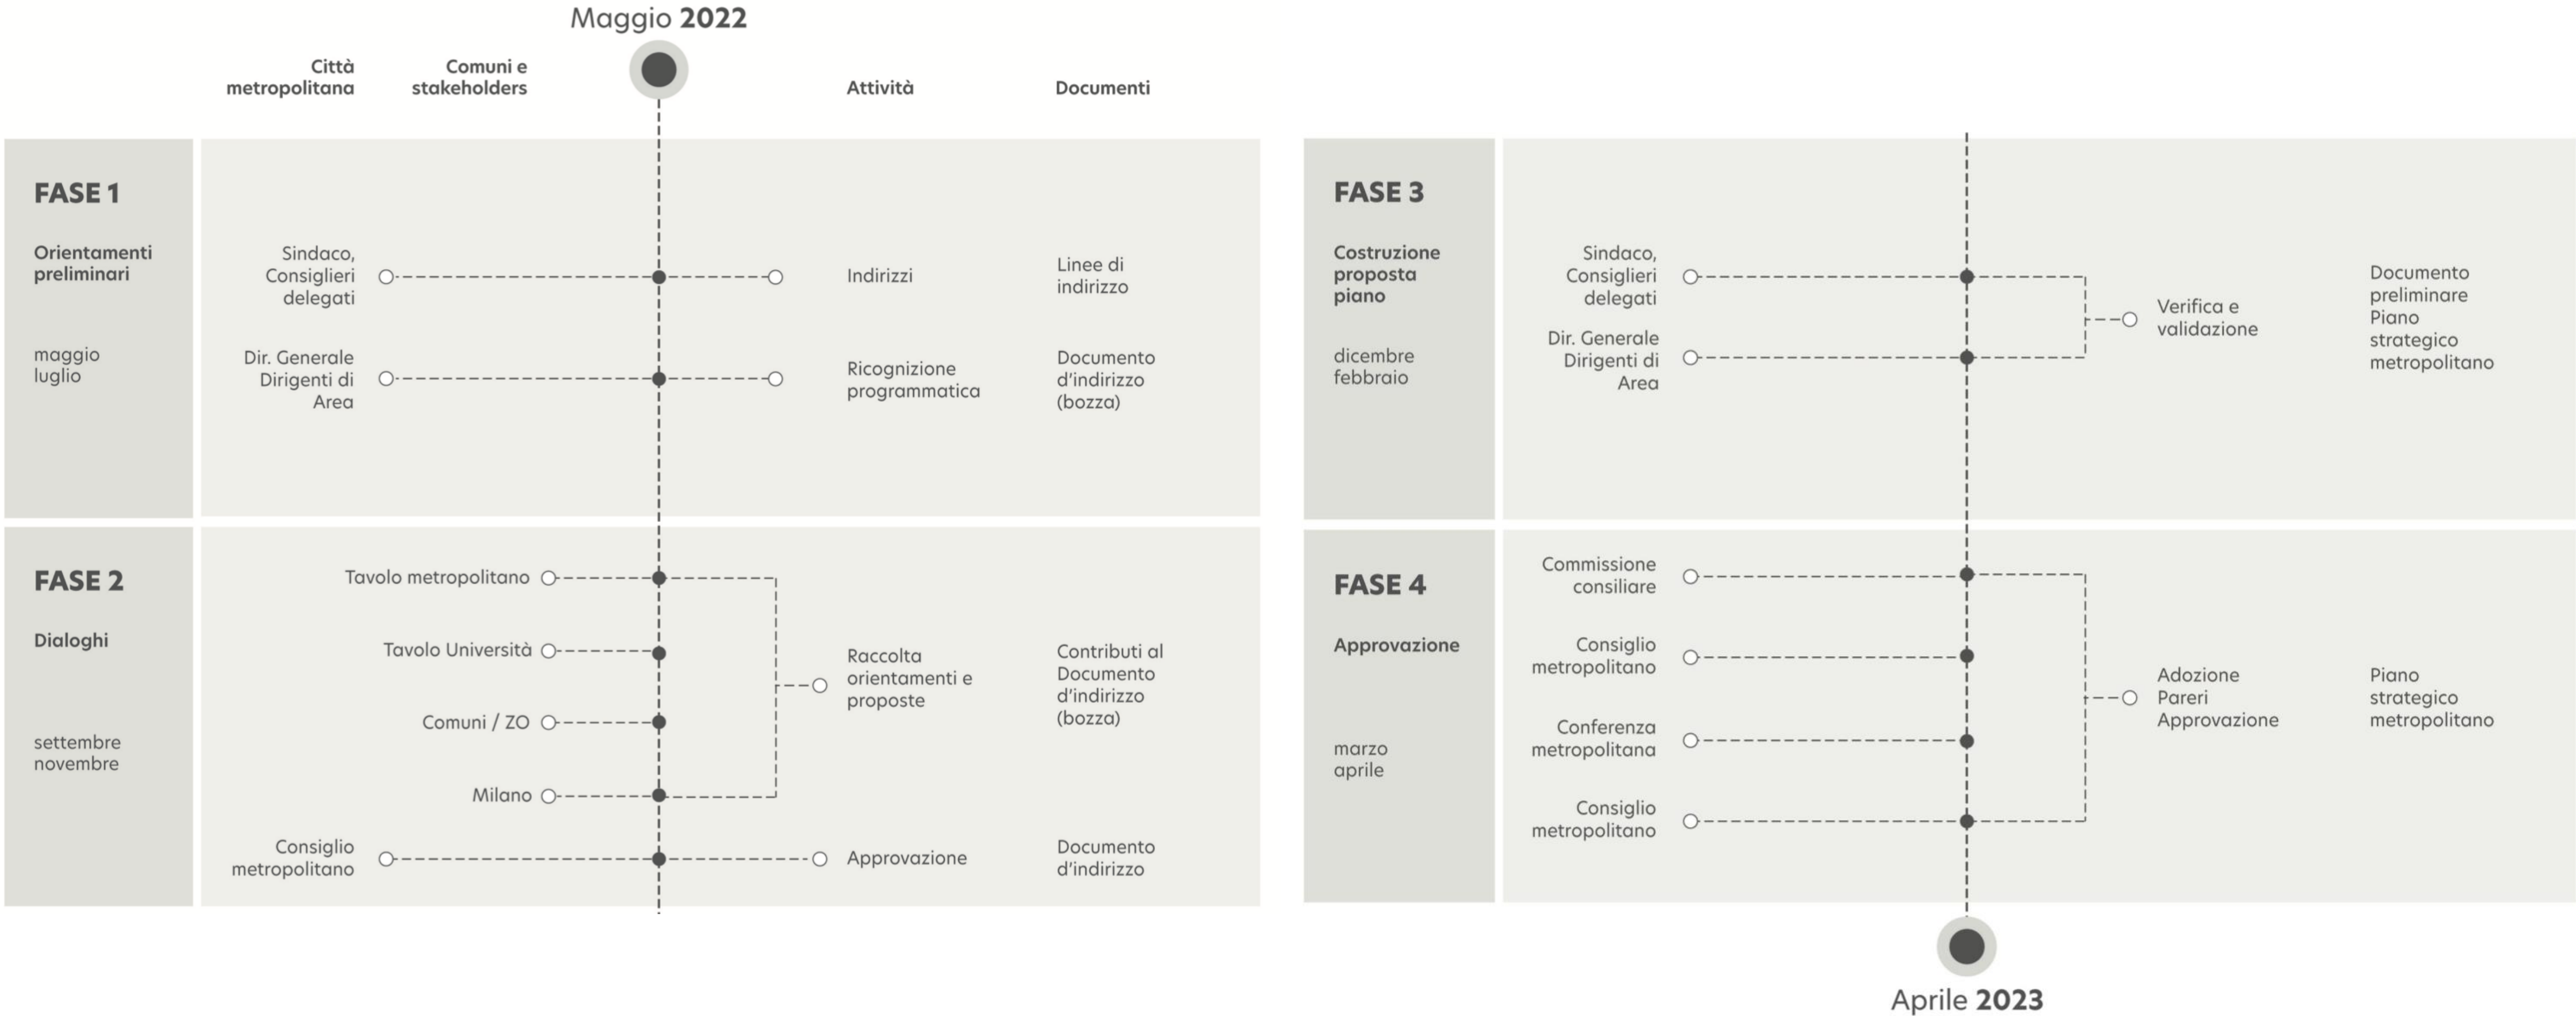 Maggio 2022
Città
metropolitana
Comuni e
stakeholders
Attività
Documenti
FASE 1
Orientamenti
preliminari
maggio
luglio
Sindaco,
Consiglieri
delegati
Indirizzi
Linee di
indirizzo
Dir. Generale
Dirigenti di
Area
Ricognizione
programmatica
Documento
d'indirizzo
(bozza)
FASE 2
Dialoghi
settembre
novembre
Tavolo metropolitano
Tavolo Università
Comuni / ZO
Milano
Raccolta
orientamenti e
proposte
Contributi al
Documento
d'indirizzo
(bozza)
Consiglio
metropolitano
Approvazione
Documento
d'indirizzo
FASE 3
Costruzione
proposta
piano
dicembre
febbraio
Sindaco,
Consiglieri
delegati
Dir. Generale
Dirigenti di
Area
Verifica e
validazione
Documento
preliminare
Piano
strategico
metropolitano
FASE 4
Approvazione
marzo
aprile
Commissione
consiliare
Consiglio
metropolitano
Conferenza
metropolitana
Consiglio
metropolitano
Adozione
Pareri
Approvazione
Piano
strategico
metropolitano
Aprile 2023